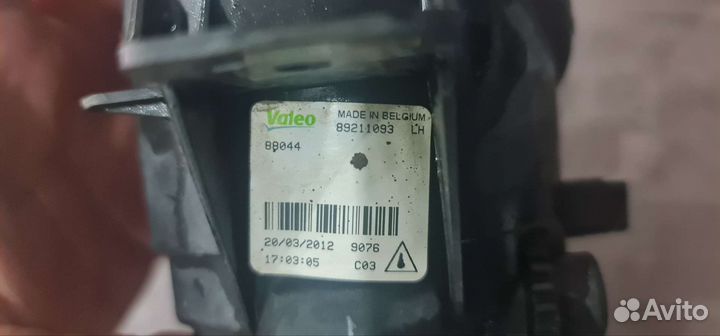 Valeo
MADE IN BELGIUM
89211093 LH
88044
20/03/2012 9076
17:03:05 C03
Avito